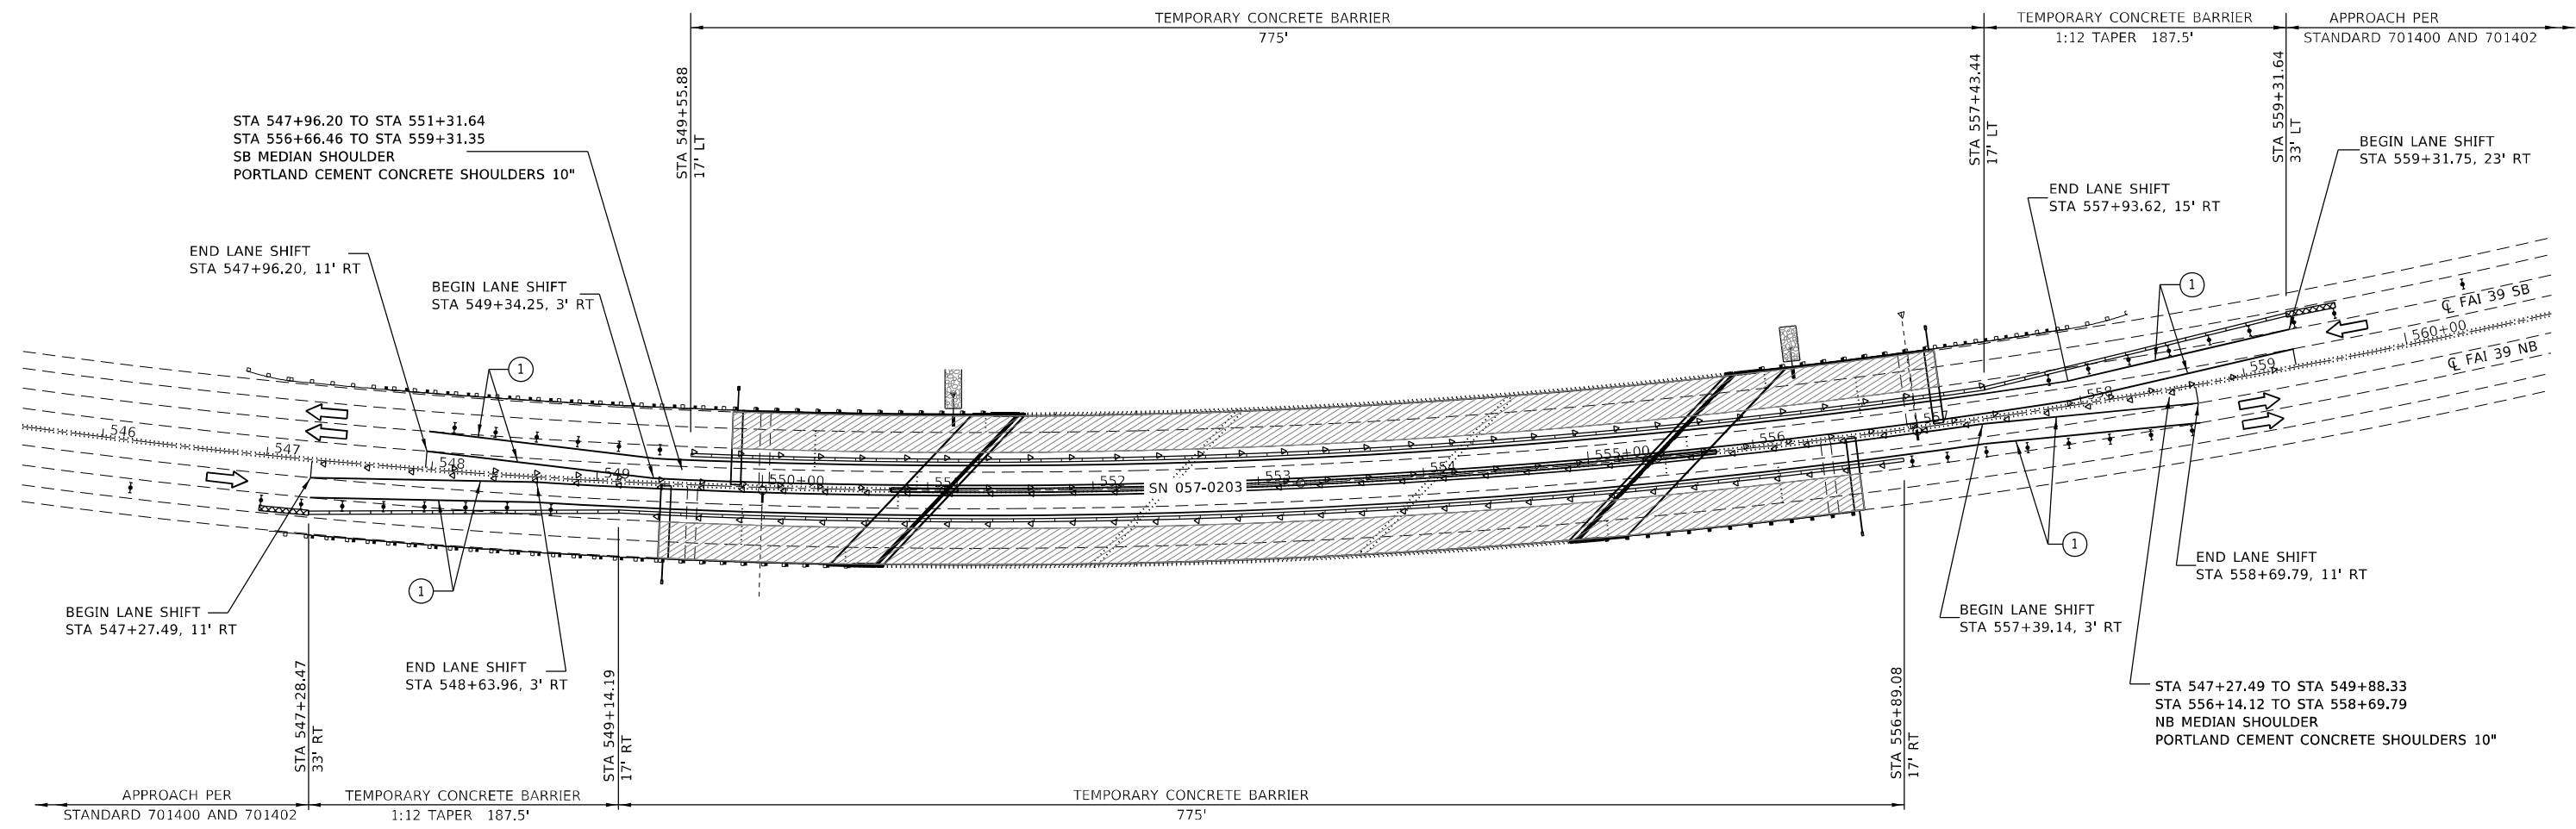 TEMPORARY CONCRETE BARRIER
775'
TEMPORARY CONCRETE BARRIER
1:12 TAPER 187.5'
APPROACH PER
STANDARD 701400 AND 701402
STA 549+55.88
17' LT
STA 557+43.44
17' LT
STA 559+31.64
33' LT
STA 547+96.20 TO STA 551+31.64
STA 556+66.46 TO STA 559+31.35
SB MEDIAN SHOULDER
PORTLAND CEMENT CONCRETE SHOULDERS 10"
BEGIN LANE SHIFT
STA 559+31.75, 23' RT
END LANE SHIFT
STA 557+93.62, 15' RT
END LANE SHIFT
STA 547+96.20, 11' RT
BEGIN LANE SHIFT
STA 549+34.25, 3' RT
1
1
℄ FAI 39 SB
560+00
℄ FAI 39 NB
546
547
548
549
550+00
552
553
554
555+00
556
557
558
559
SN 057-0203
1
1
BEGIN LANE SHIFT
STA 547+27.49, 11' RT
END LANE SHIFT
STA 548+63.96, 3' RT
END LANE SHIFT
STA 558+69.79, 11' RT
BEGIN LANE SHIFT
STA 557+39.14, 3' RT
STA 547+27.49 TO STA 549+88.33
STA 556+14.12 TO STA 558+69.79
NB MEDIAN SHOULDER
PORTLAND CEMENT CONCRETE SHOULDERS 10"
STA 547+28.47
33' RT
STA 549+14.19
17' RT
STA 556+89.08
17' RT
APPROACH PER
STANDARD 701400 AND 701402
TEMPORARY CONCRETE BARRIER
1:12 TAPER 187.5'
TEMPORARY CONCRETE BARRIER
775'